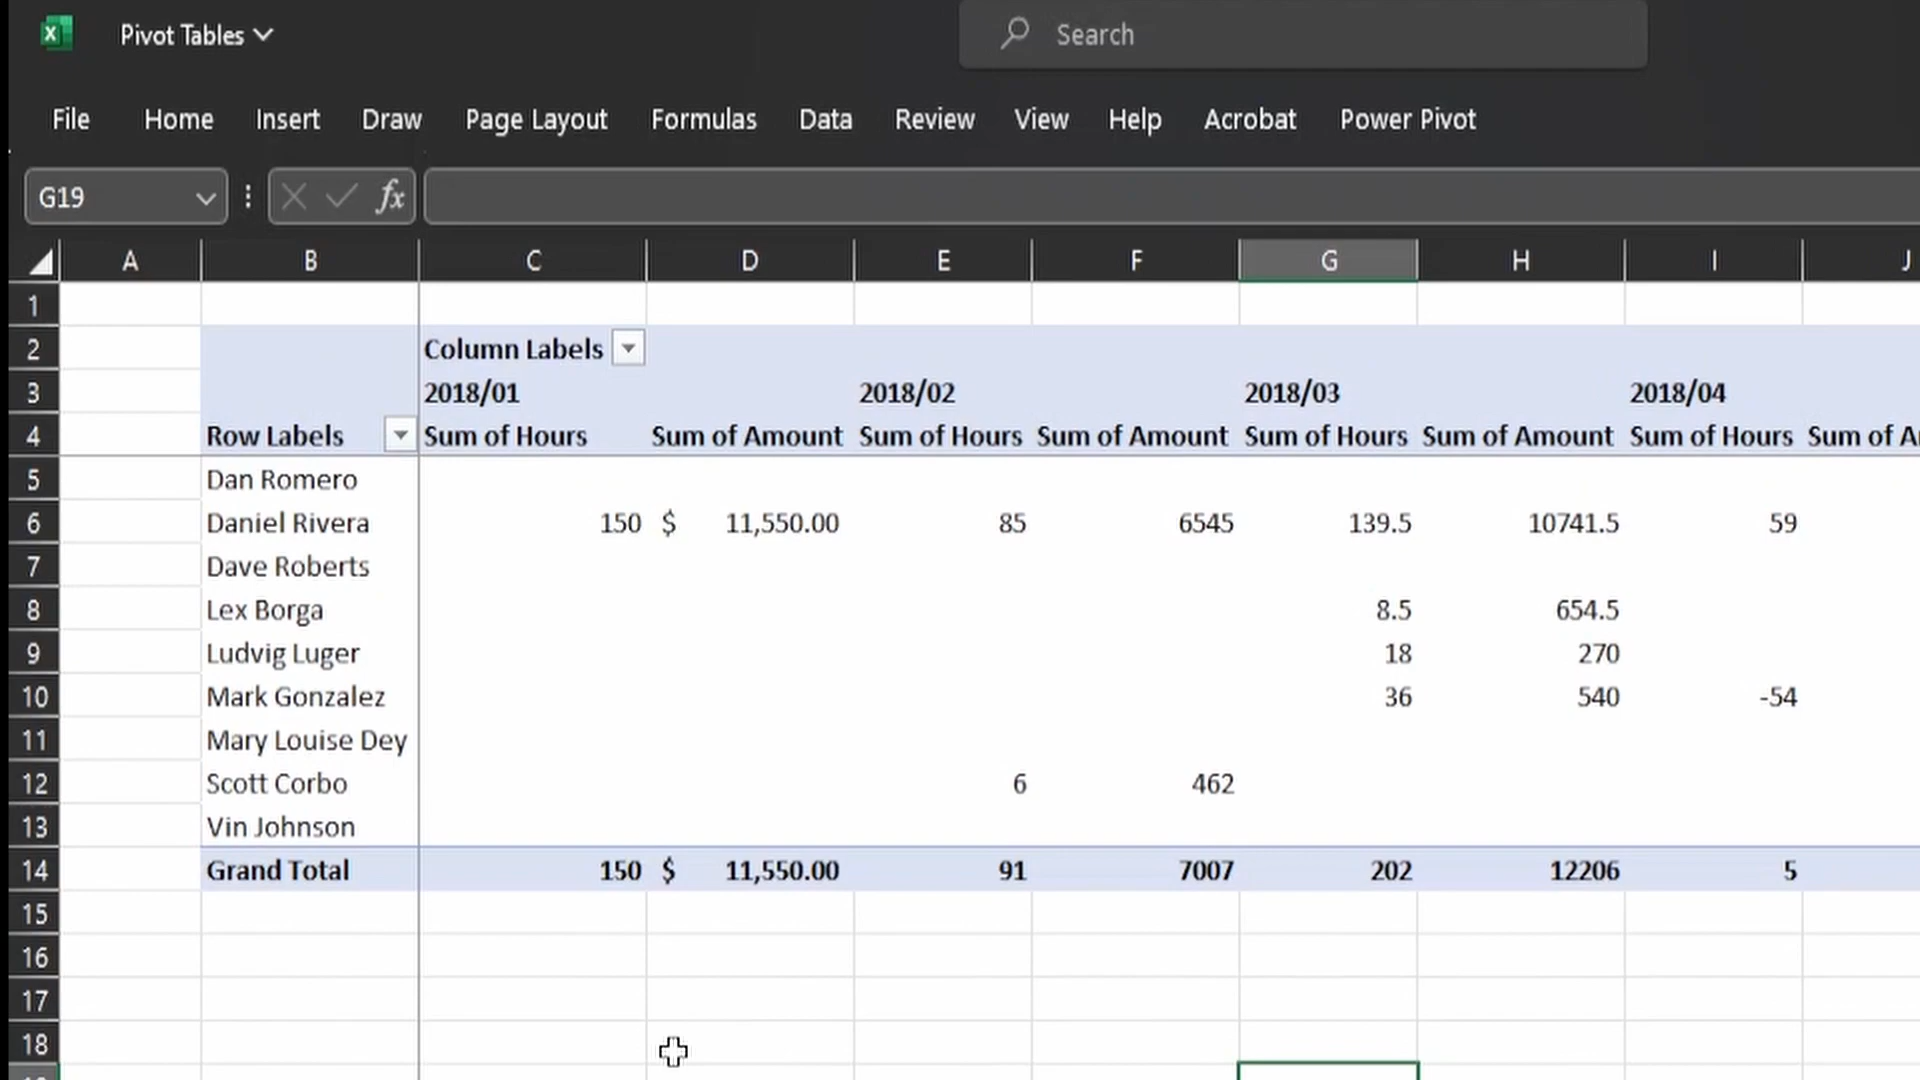 Pivot Tables
Search
File Home Insert Draw Page Layout Formulas Data Review View Help Acrobat Power Pivot
G19 fx
A B C D E F G H I J
1
2 Column Labels
3 2018/01 2018/02 2018/03 2018/04
4 Row Labels Sum of Hours Sum of Amount Sum of Hours Sum of Amount Sum of Hours Sum of Amount Sum of Hours Sum of
5 Dan Romero
6 Daniel Rivera 150 $ 11,550.00 85 6545 139.5 10741.5 59
7 Dave Roberts
8 Lex Borga 8.5 654.5
9 Ludvig Luger 18 270
10 Mark Gonzalez 36 540 -54
11 Mary Louise Dey
12 Scott Corbo 6 462
13 Vin Johnson
14 Grand Total 150 $ 11,550.00 91 7007 202 12206 5
15
16
17
18